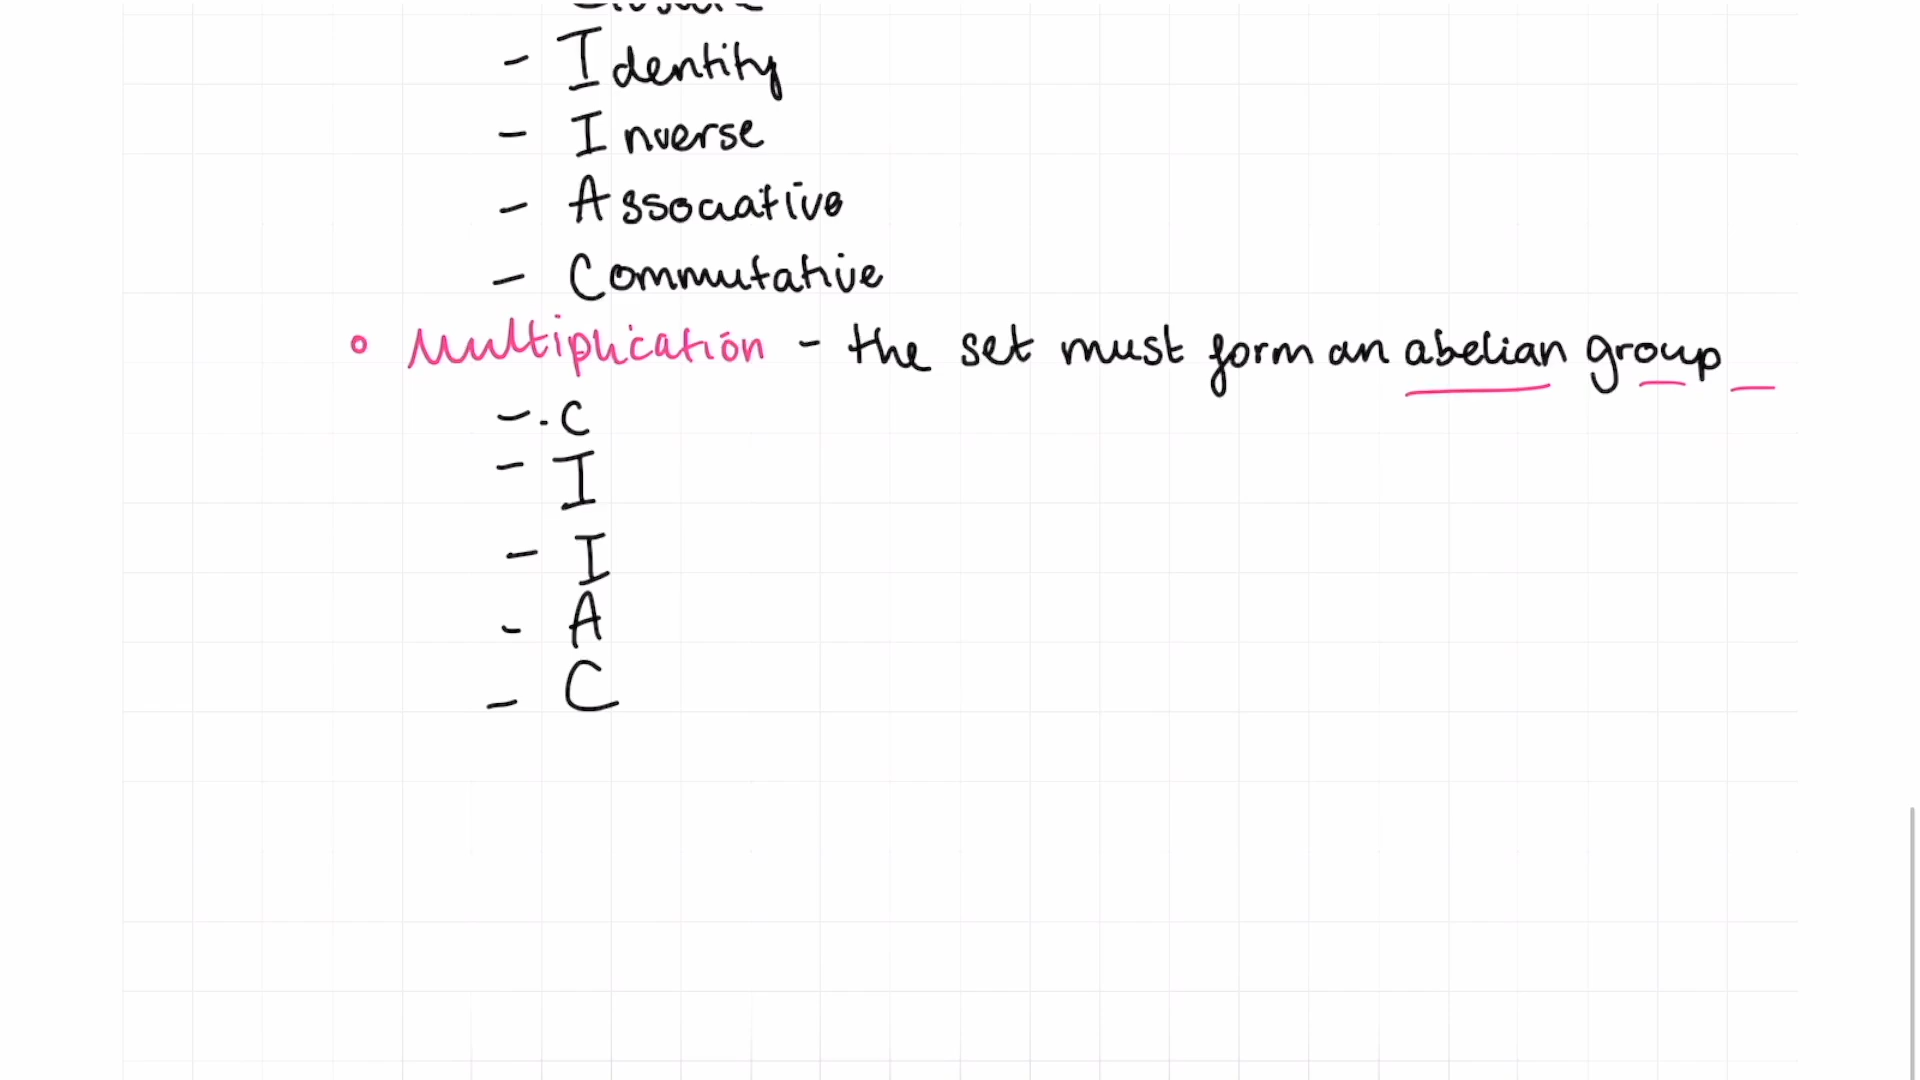 - Identity
- Inverse
- Associative
- Commutative
∘ Multiplication - the set must form an abelian group
- . C
- I
- I
- A
- C